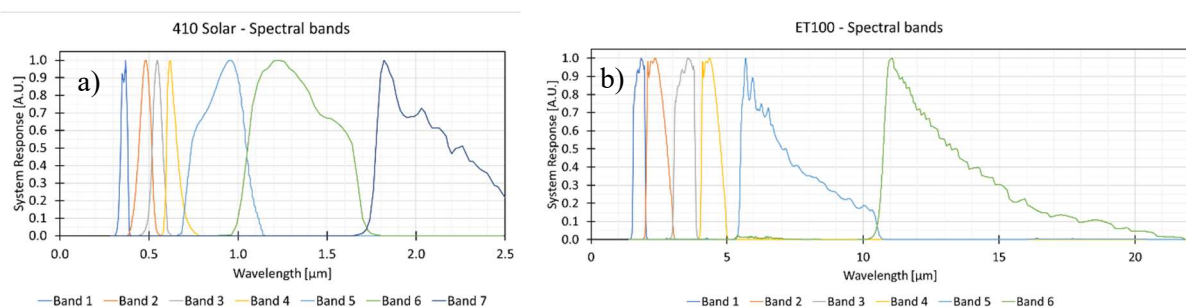 410 Solar - Spectral bands
a)
System Response [A.U.]
1.0
0.9
0.8
0.7
0.6
0.5
0.4
0.3
0.2
0.1
0.0
0.0 0.5 1.0 1.5 2.0 2.5
Wavelength [µm]
Band 1 Band 2 Band 3 Band 4 Band 5 Band 6 Band 7
ET100 - Spectral bands
b)
System Response [A.U.]
1.0
0.9
0.8
0.7
0.6
0.5
0.4
0.3
0.2
0.1
0.0
0 5 10 15 20
Wavelength [µm]
Band 1 Band 2 Band 3 Band 4 Band 5 Band 6